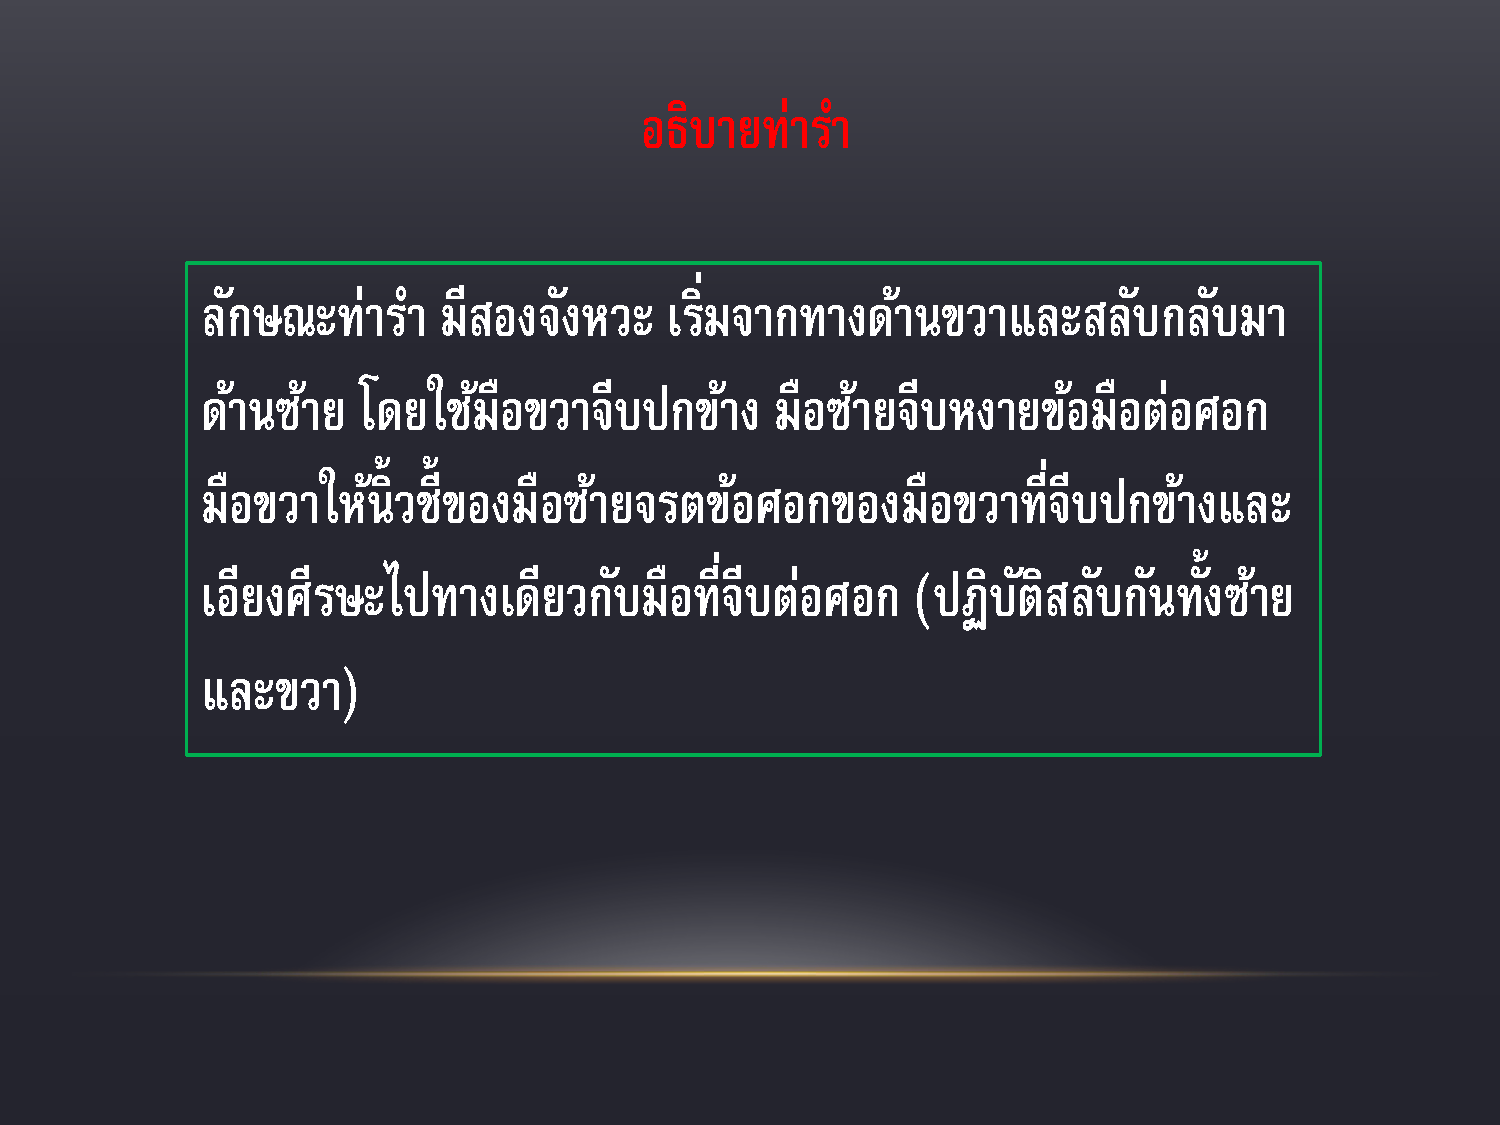 อธิบายท่ารำ
ลักษณะท่ารำ มีสองจังหวะ เริ่มจากทางด้านขวาและสลับกลับมา
ด้านซ้าย โดยใช้มือขวาจีบปกข้าง มือซ้ายจีบหงายข้อมือต่อศอก
มือขวาให้นิ้วชี้ของมือซ้ายจรตข้อศอกของมือขวาที่จีบปกข้างและ
เอียงศีรษะไปทางเดียวกับมือที่จีบต่อศอก (ปฏิบัติสลับกันทั้งซ้าย
และขวา)